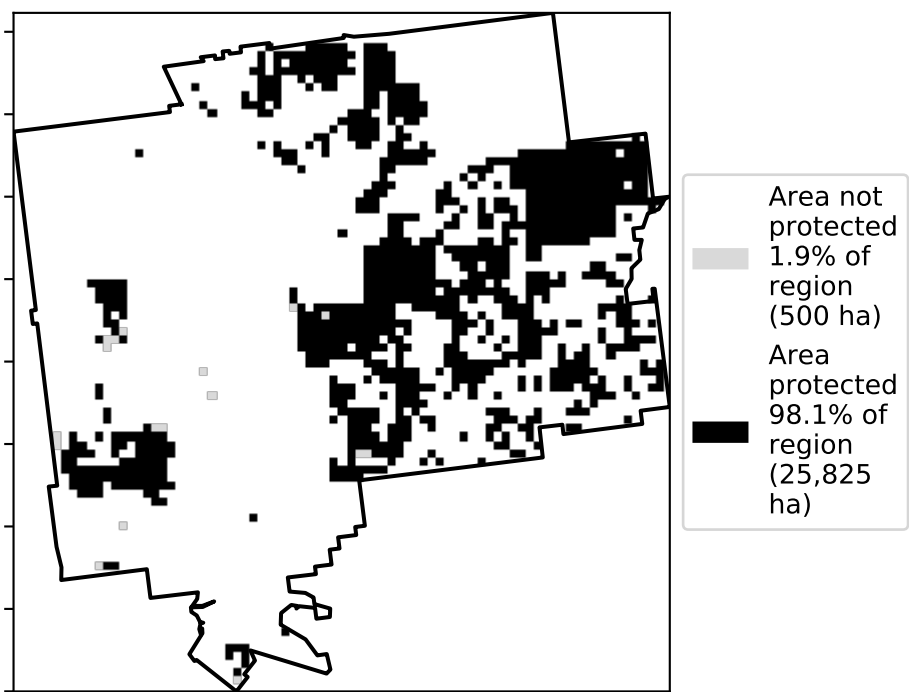 Area not
protected
1.9% of
region
(500 ha)
Area
protected
98.1% of
region
(25,825
ha)